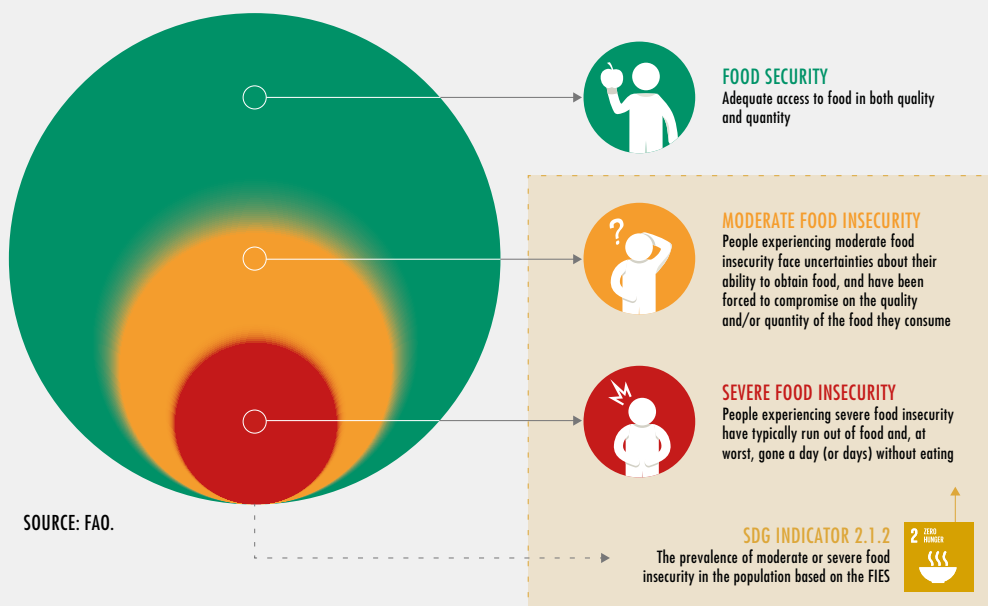 FOOD SECURITY
Adequate access to food in both quality
and quantity
?
MODERATE FOOD INSECURITY
People experiencing moderate food
insecurity face uncertainties about their
ability to obtain food, and have been
forced to compromise on the quality
and/or quantity of the food they consume
SEVERE FOOD INSECURITY
People experiencing severe food insecurity
have typically run out of food and, at
worst, gone a day (or days) without eating
SOURCE: FAO.
SDG INDICATOR 2.1.2
The prevalence of moderate or severe food
insecurity in the population based on the FIES
2 ZERO
HUNGER